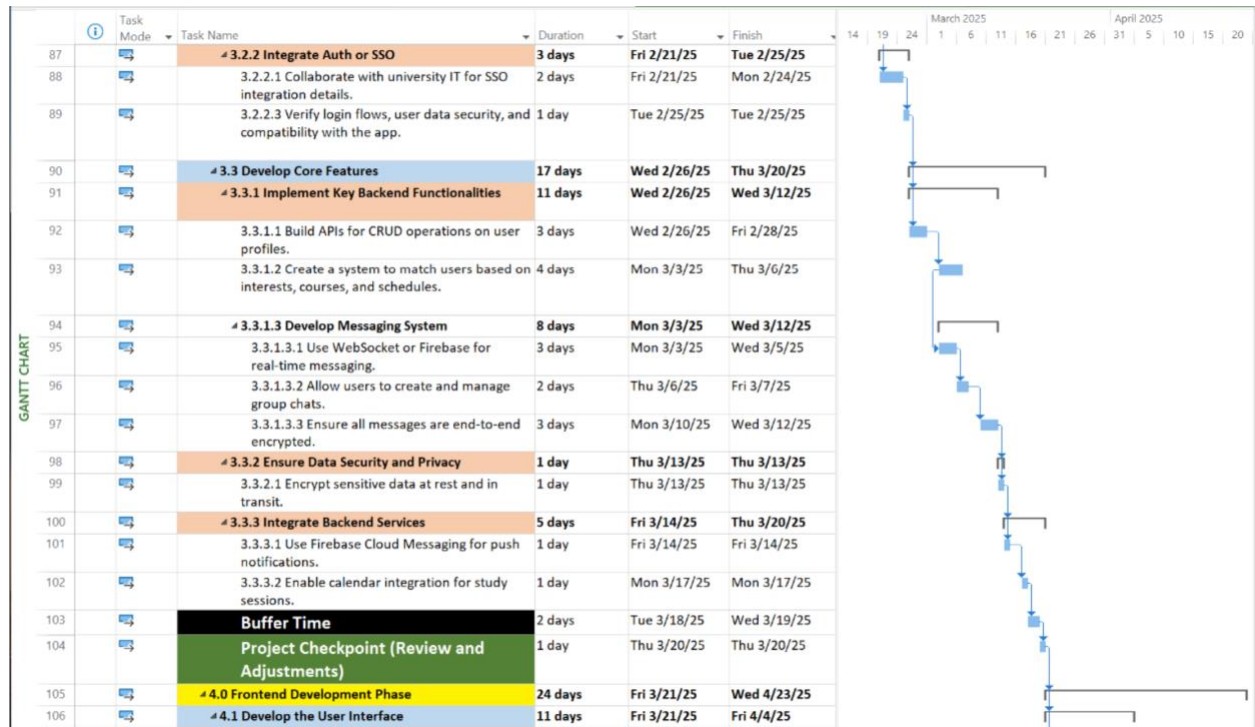 Task Mode Task Name Duration Start Finish
March 2025 April 2025
14 19 24 1 6 11 16 21 26 31 5 10 15 20
GANTT CHART
87 3.2.2 Integrate Auth or SSO 3 days Fri 2/21/25 Tue 2/25/25
88 3.2.2.1 Collaborate with university IT for SSO 2 days Fri 2/21/25 Mon 2/24/25
integration details.
89 3.2.2.3 Verify login flows, user data security, and 1 day Tue 2/25/25 Tue 2/25/25
compatibility with the app.
90 3.3 Develop Core Features 17 days Wed 2/26/25 Thu 3/20/25
91 3.3.1 Implement Key Backend Functionalities 11 days Wed 2/26/25 Wed 3/12/25
92 3.3.1.1 Build APIs for CRUD operations on user 3 days Wed 2/26/25 Fri 2/28/25
profiles.
93 3.3.1.2 Create a system to match users based on 4 days Mon 3/3/25 Thu 3/6/25
interests, courses, and schedules.
94 3.3.1.3 Develop Messaging System 8 days Mon 3/3/25 Wed 3/12/25
95 3.3.1.3.1 Use WebSocket or Firebase for 3 days Mon 3/3/25 Wed 3/5/25
real-time messaging.
96 3.3.1.3.2 Allow users to create and manage 2 days Thu 3/6/25 Fri 3/7/25
group chats.
97 3.3.1.3.3 Ensure all messages are end-to-end 3 days Mon 3/10/25 Wed 3/12/25
encrypted.
98 3.3.2 Ensure Data Security and Privacy 1 day Thu 3/13/25 Thu 3/13/25
99 3.3.2.1 Encrypt sensitive data at rest and in 1 day Thu 3/13/25 Thu 3/13/25
transit.
100 3.3.3 Integrate Backend Services 5 days Fri 3/14/25 Thu 3/20/25
101 3.3.3.1 Use Firebase Cloud Messaging for push 1 day Fri 3/14/25 Fri 3/14/25
notifications.
102 3.3.3.2 Enable calendar integration for study 1 day Mon 3/17/25 Mon 3/17/25
sessions.
103 Buffer Time 2 days Tue 3/18/25 Wed 3/19/25
104 Project Checkpoint (Review and 1 day Thu 3/20/25 Thu 3/20/25
Adjustments)
105 4.0 Frontend Development Phase 24 days Fri 3/21/25 Wed 4/23/25
106 4.1 Develop the User Interface 11 days Fri 3/21/25 Fri 4/4/25